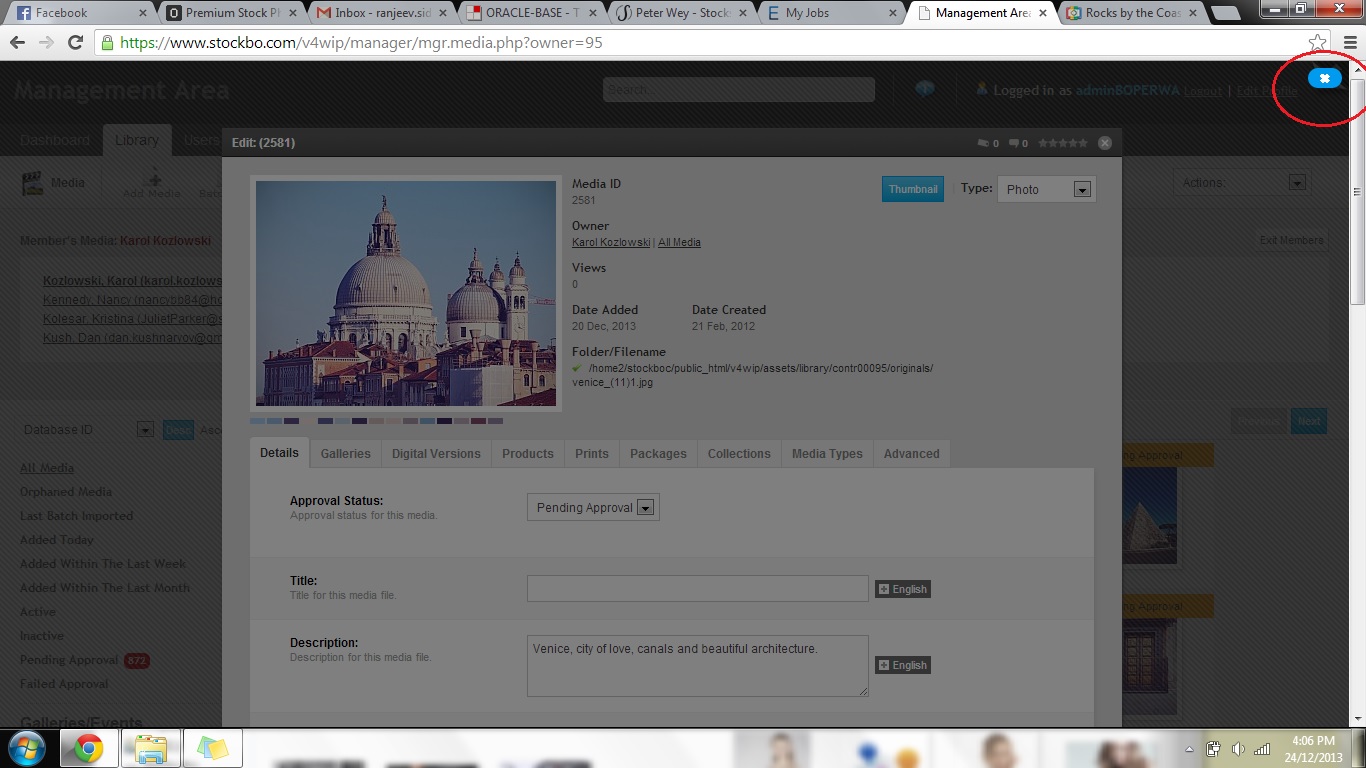 Facebook
Premium Stock Ph
Inbox - ranjeev.sid
ORACLE-BASE - T
Peter Wey - Stock
My Jobs
Management Area
Rocks by the Coas
https://www.stockbo.com/v4wip/manager/mgr.media.php?owner=95
Management Area
Search
Logged in as adminBOPERWA Logout | Edit Profile
Dashboard
Library
Users
Edit: (2581)
0
0
Media
Add Media
Actions:
Media ID
2581
Thumbnail
Type:
Photo
Owner
Karol Kozlowski | All Media
Member's Media: Karol Kozlowski
Exit Members
Views
0
Kozlowski, Karol (karol.kozlows
Kennedy, Nancy (nancybb84@ho
Kolesar, Kristina (JulietParker@s
Kush, Dan (dan.kushnaryov@gm
Date Added
Date Created
20 Dec, 2013
21 Feb, 2012
Folder/Filename
/home2/stockboc/public_html/v4wip/assets/library/contr00095/originals/
venice_(11)1.jpg
Database ID
Desc
Asc
Previous
Next
Details
Galleries
Digital Versions
Products
Prints
Packages
Collections
Media Types
Advanced
ng Approval
All Media
Orphaned Media
Last Batch Imported
Added Today
Added Within The Last Week
Added Within The Last Month
Active
Inactive
Pending Approval 872
Failed Approval
Galleries/Events
Approval Status:
Approval status for this media.
Pending Approval
Title:
Title for this media file.
English
ng Approval
Description:
Description for this media file.
Venice, city of love, canals and beautiful architecture.
English
4:06 PM
24/12/2013